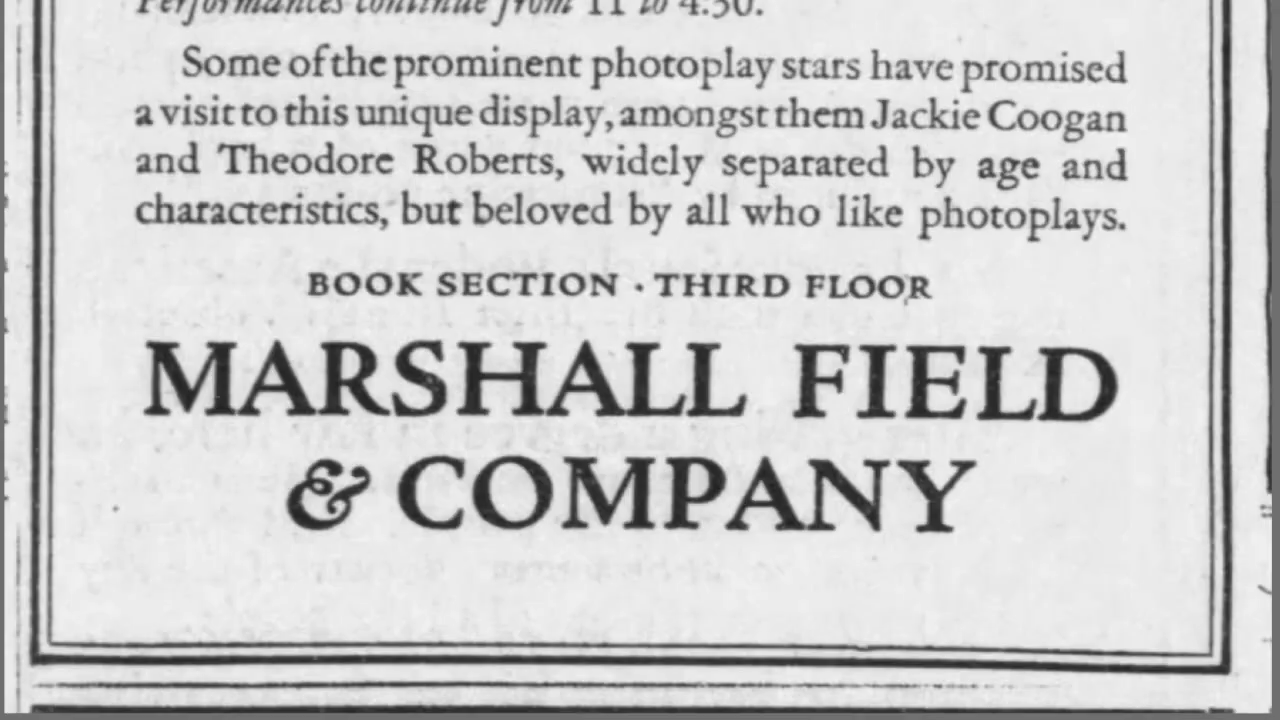 Performances continue from 11 to 4:30.
Some of the prominent photoplay stars have promised
a visit to this unique display, amongst them Jackie Coogan
and Theodore Roberts, widely separated by age and
characteristics, but beloved by all who like photoplays.
BOOK SECTION · THIRD FLOOR
MARSHALL FIELD
& COMPANY